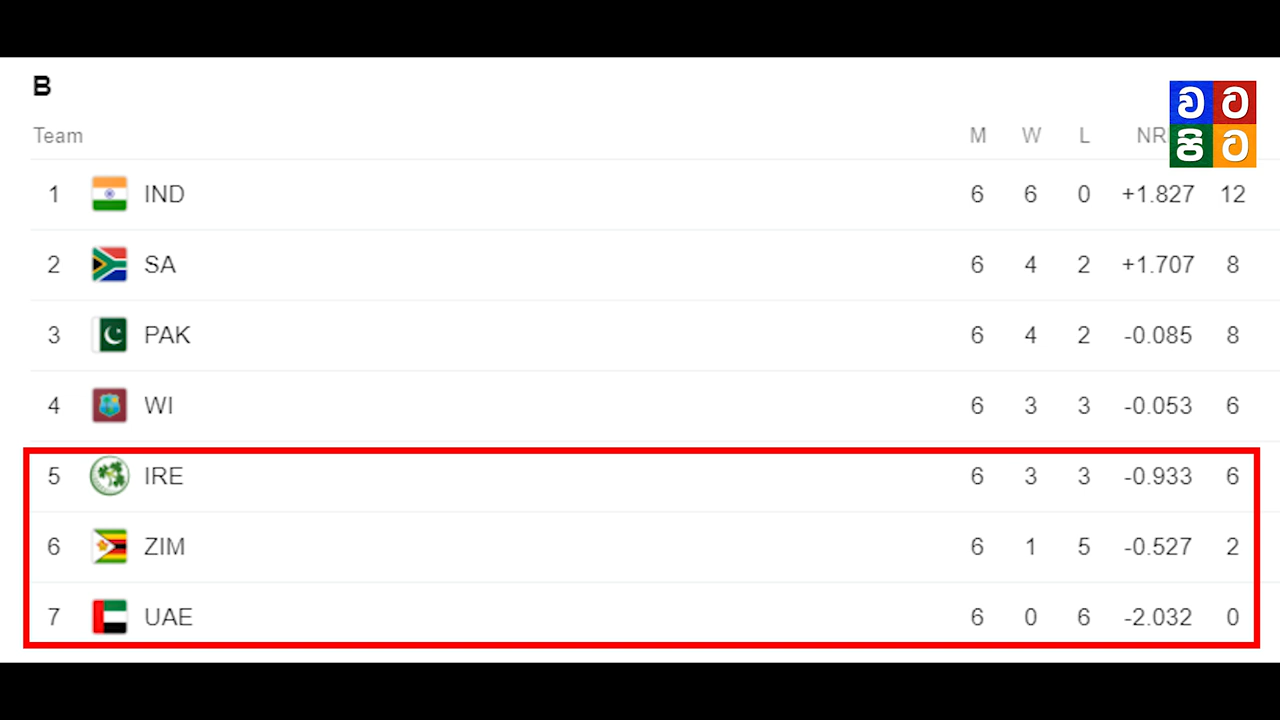 B
Team M W L NR
1 IND 6 6 0 +1.827 12
2 SA 6 4 2 +1.707 8
3 PAK 6 4 2 -0.085 8
4 WI 6 3 3 -0.053 6
5 IRE 6 3 3 -0.933 6
6 ZIM 6 1 5 -0.527 2
7 UAE 6 0 6 -2.032 0